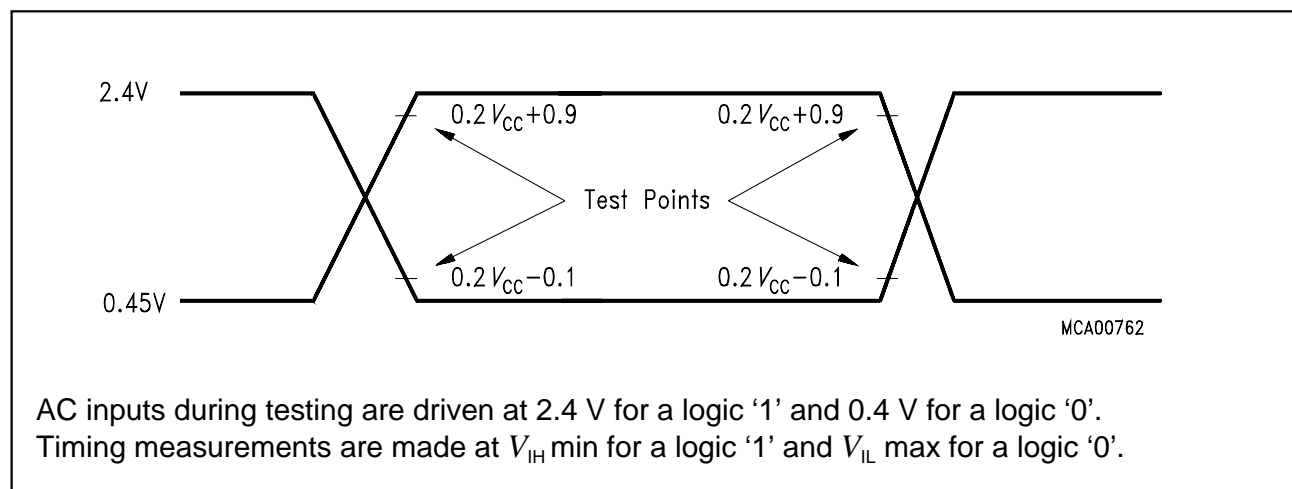 2.4V
0.2 VCC+0.9 0.2 VCC+0.9
Test Points
0.2 VCC−0.1 0.2 VCC−0.1
0.45V
MCA00762
AC inputs during testing are driven at 2.4 V for a logic ‘1’ and 0.4 V for a logic ‘0’.
Timing measurements are made at VIH min for a logic ‘1’ and VIL max for a logic ‘0’.